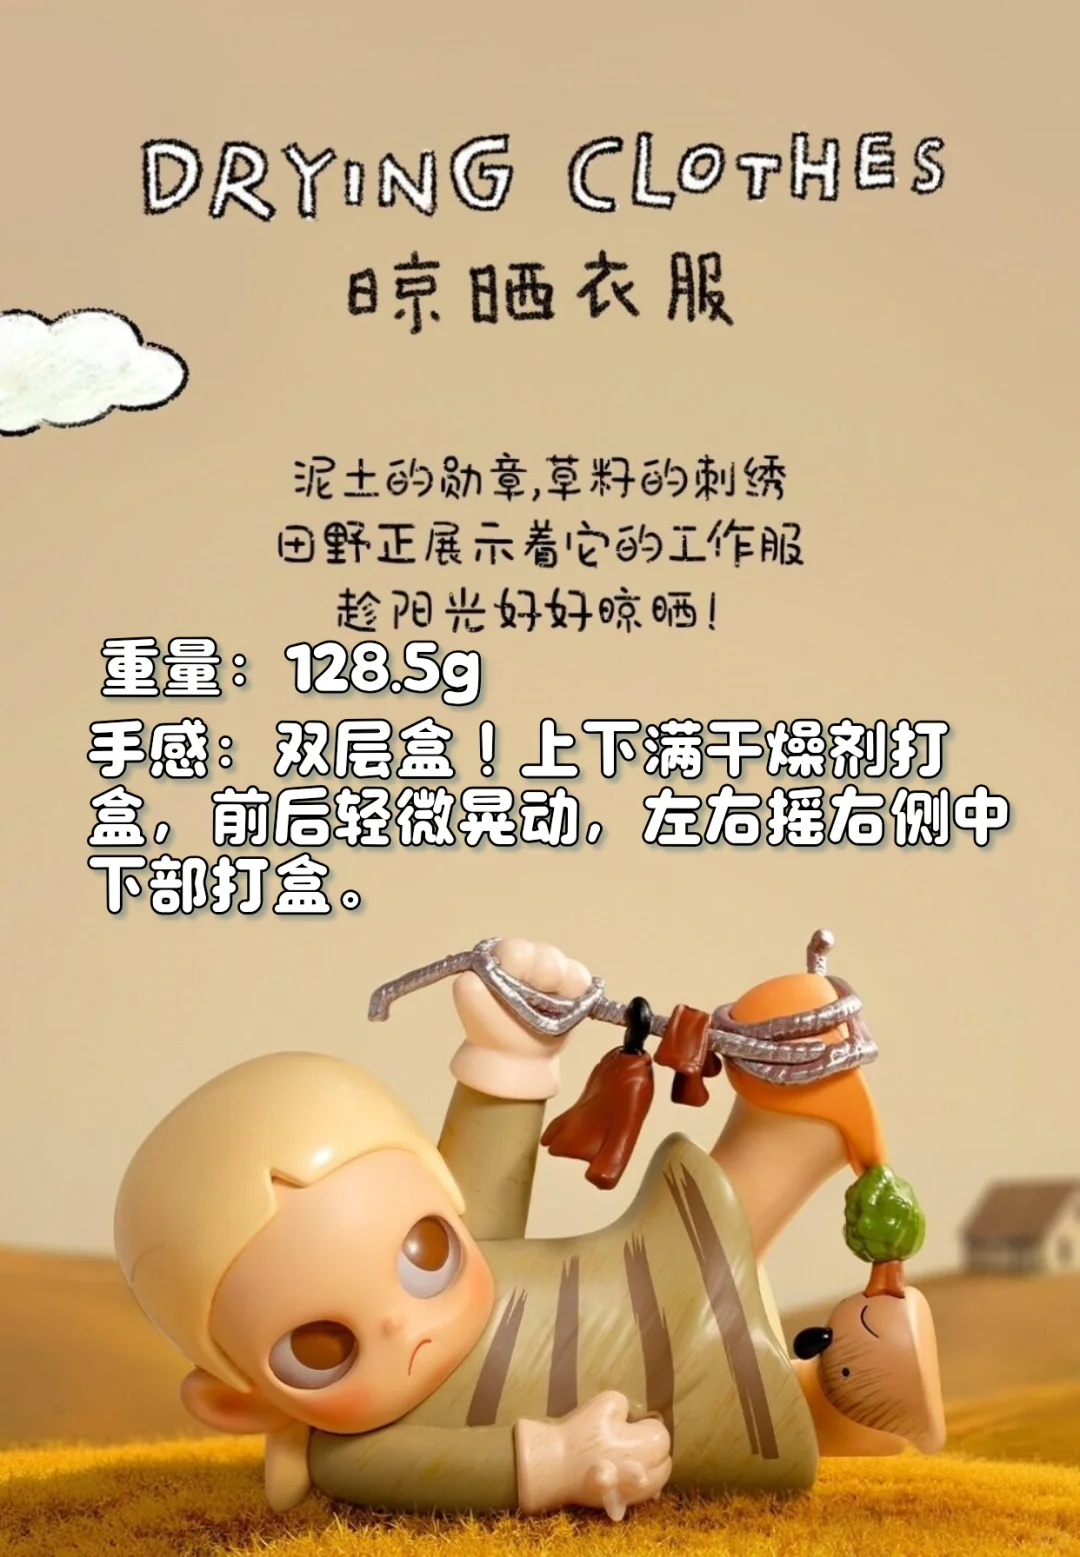 DRYING CLOTHES
晾晒衣服
泥土的勋章,草籽的刺绣
田野正展示着它的工作服
趁阳光好好晾晒!
重量：128.5g
手感：双层盒！上下满干燥剂打
盒，前后轻微晃动，左右摇右侧中
下部打盒。